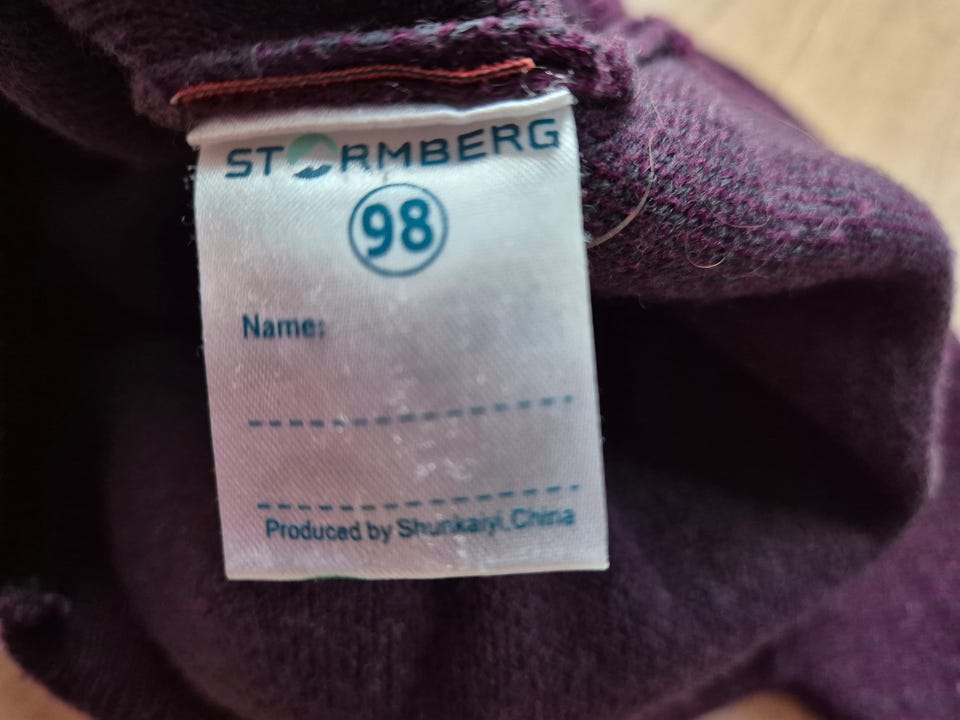 STORMBERG
98
Name:
Produced by Shunkaiyi, China